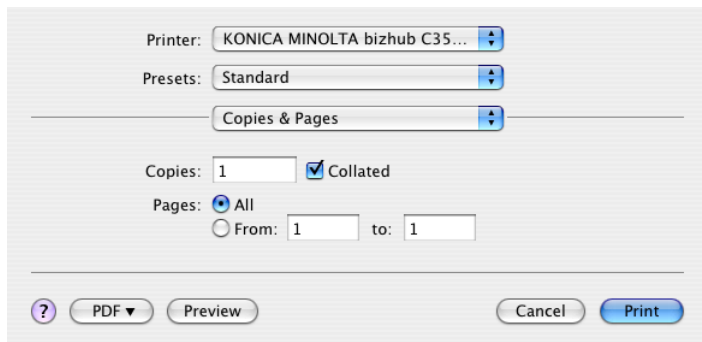 Printer: KONICA MINOLTA bizhub C35...
Presets: Standard
Copies & Pages
Copies: 1 Collated
Pages: All
From: 1 to: 1
? PDF ▼ Preview Cancel Print